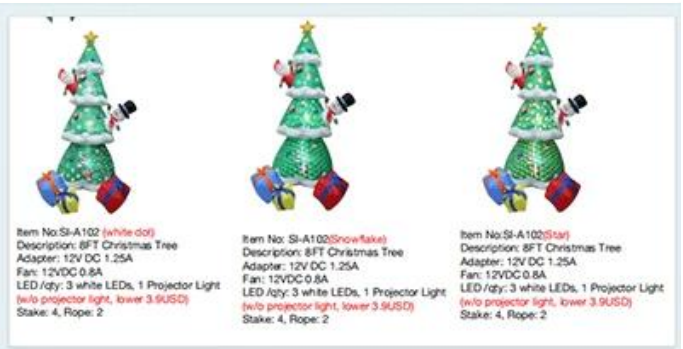 Item No:SI-A102 (white dot)
Description: 8FT Christmas Tree
Adapter: 12V DC 1.25A
Fan: 12VDC 0.8A
LED /qty: 3 white LEDs, 1 Projector Light
(w/o projector light, lower 3.9USD)
Stake: 4, Rope: 2
Item No: SI-A102(Snowflake)
Description: 8FT Christmas Tree
Adapter: 12V DC 1.25A
Fan: 12VDC 0.8A
LED /qty: 3 white LEDs, 1 Projector Light
(w/o projector light, lower 3.9USD)
Stake: 4, Rope: 2
Item No:SI-A102(Star)
Description: 8FT Christmas Tree
Adapter: 12V DC 1.25A
Fan: 12VDC 0.8A
LED /qty: 3 white LEDs, 1 Projector Light
(w/o projector light, lower 3.9USD)
Stake: 4, Rope: 2